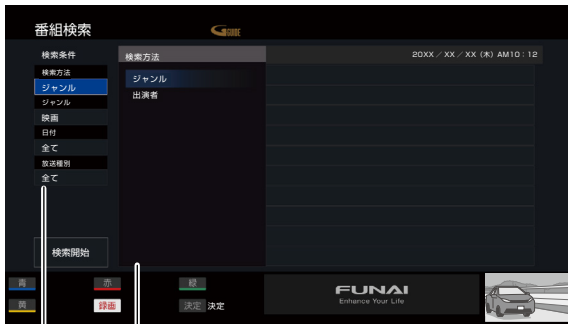 番組検索
G GUIDE
検索条件
検索方法
20XX／XX／XX (木) AM10：12
検索方法
ジャンル
ジャンル
映画
日付
全て
放送種別
全て
ジャンル
出演者
検索開始
青
赤
緑
黄
録画
決定 決定
FUNAI
Enhance Your Life